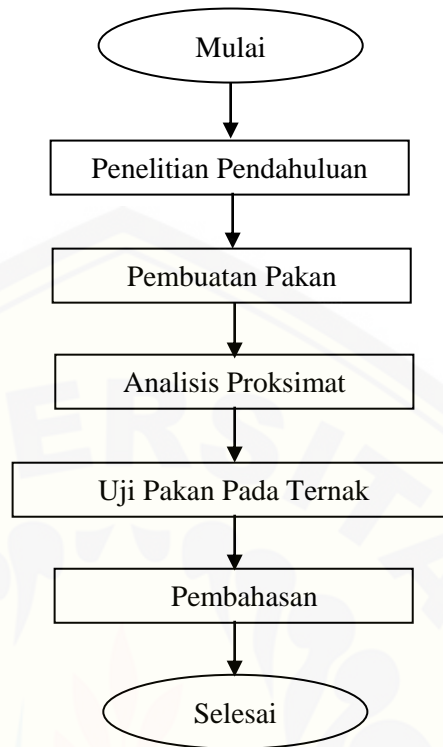 Mulai
Penelitian Pendahuluan
Pembuatan Pakan
Analisis Proksimat
Uji Pakan Pada Ternak
Pembahasan
Selesai